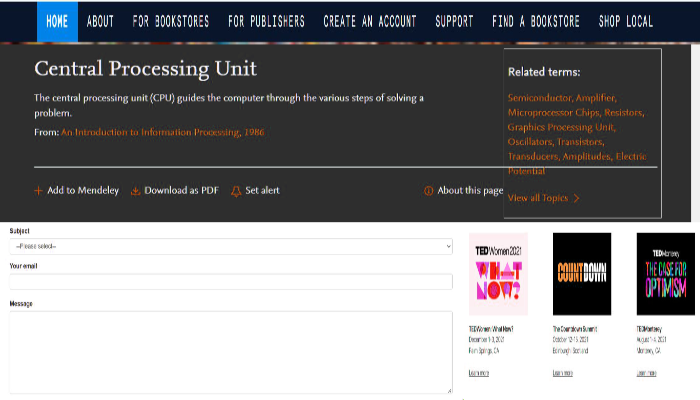 HOME ABOUT FOR BOOKSTORES FOR PUBLISHERS CREATE AN ACCOUNT SUPPORT FIND A BOOKSTORE SHOP LOCAL
Central Processing Unit
The central processing unit (CPU) guides the computer through the various steps of solving a
problem.
From: An Introduction to Information Processing, 1986
Add to Mendeley Download as PDF Set alert About this page
Related terms:
Semiconductor, Amplifier,
Microprocessor Chips, Resistors,
Graphics Processing Unit,
Oscillators, Transistors,
Transducers, Amplitudes, Electric
Potential
View all Topics
Subject
--Please select--
Your email
Message
TEDWomen2021
WHAT
NOW?
TEDWomen: What Now?
December 1-3, 2021
Palm Springs, CA
Learn more
COUNTDOWN
The Countdown Summit
October 12-15, 2021
Edinburgh, Scotland
Learn more
TEDMonterey
THE CASE FOR
OPTIMISM
TEDMonterey
August 1-4, 2021
Monterey, CA
Learn more